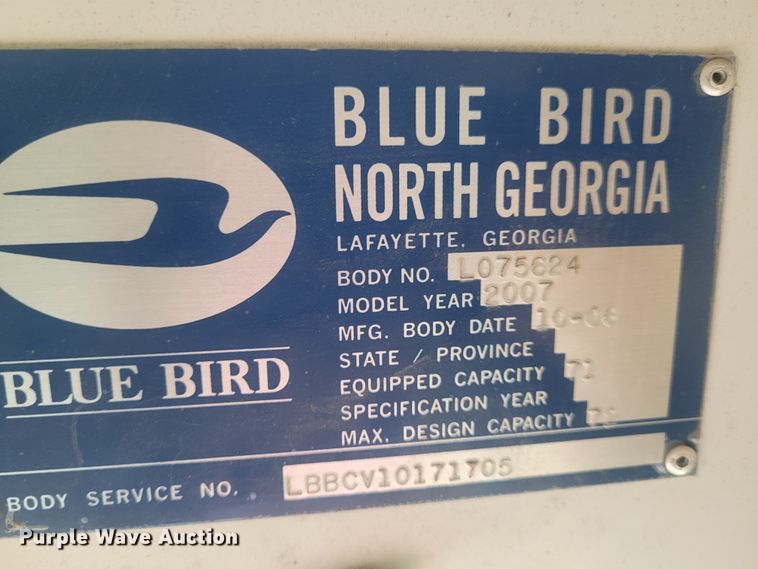 BLUE BIRD
NORTH GEORGIA
LAFAYETTE, GEORGIA
BODY NO. L075624
MODEL YEAR 2007
MFG. BODY DATE 10-06
STATE / PROVINCE
EQUIPPED CAPACITY 71
SPECIFICATION YEAR
MAX. DESIGN CAPACITY
BLUE BIRD
BODY SERVICE NO. LBBCV10171705
Purple Wave Auction